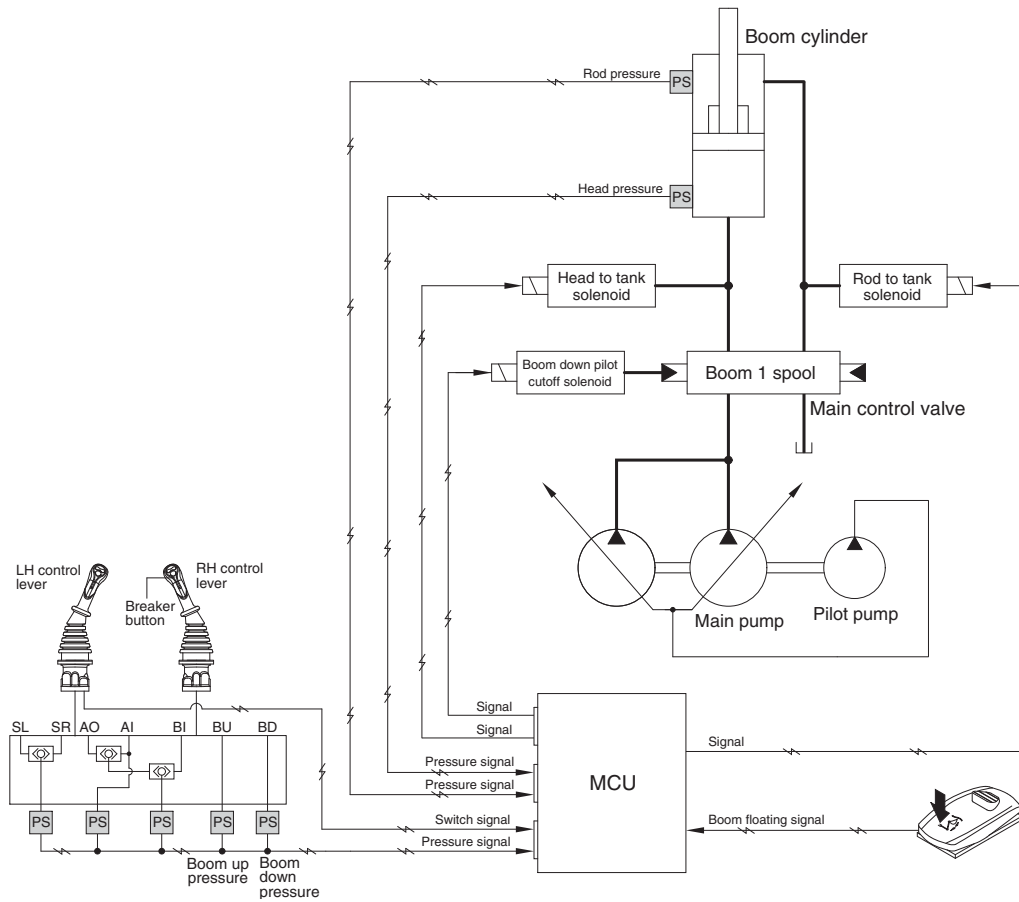 Boom cylinder
Rod pressure
PS
Head pressure
PS
Head to tank
solenoid
Rod to tank
solenoid
Boom down pilot
cutoff solenoid
Boom 1 spool
Main control valve
LH control
lever
RH control
lever
Breaker
button
Main pump
Pilot pump
SL
SR
AO
AI
BI
BU
BD
Signal
Signal
Signal
Pressure signal
Pressure signal
MCU
Switch signal
Boom floating signal
Pressure signal
PS
PS
PS
PS
PS
Boom up
pressure
Boom
down
pressure